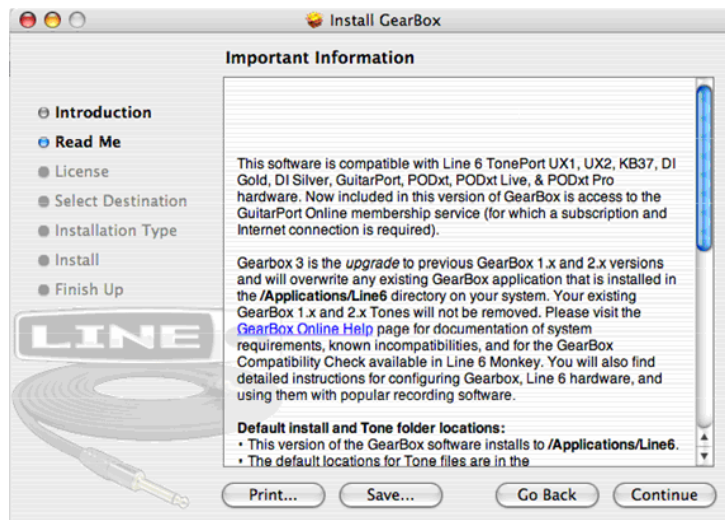 Install GearBox
Important Information
Introduction
Read Me
License
Select Destination
Installation Type
Install
Finish Up
LINE
This software is compatible with Line 6 TonePort UX1, UX2, KB37, DI
Gold, DI Silver, GuitarPort, PODxt, PODxt Live, & PODxt Pro
hardware. Now included in this version of GearBox is access to the
GuitarPort Online membership service (for which a subscription and
Internet connection is required).
Gearbox 3 is the upgrade to previous GearBox 1.x and 2.x versions
and will overwrite any existing GearBox application that is installed in
the /Applications/Line6 directory on your system. Your existing
GearBox 1.x and 2.x Tones will not be removed. Please visit the
GearBox Online Help page for documentation of system
requirements, known incompatibilities, and for the GearBox
Compatibility Check available in Line 6 Monkey. You will also find
detailed instructions for configuring Gearbox, Line 6 hardware, and
using them with popular recording software.
Default install and Tone folder locations:
• This version of the GearBox software installs to /Applications/Line6.
• The default locations for Tone files are in the
Print...
Save...
Go Back
Continue